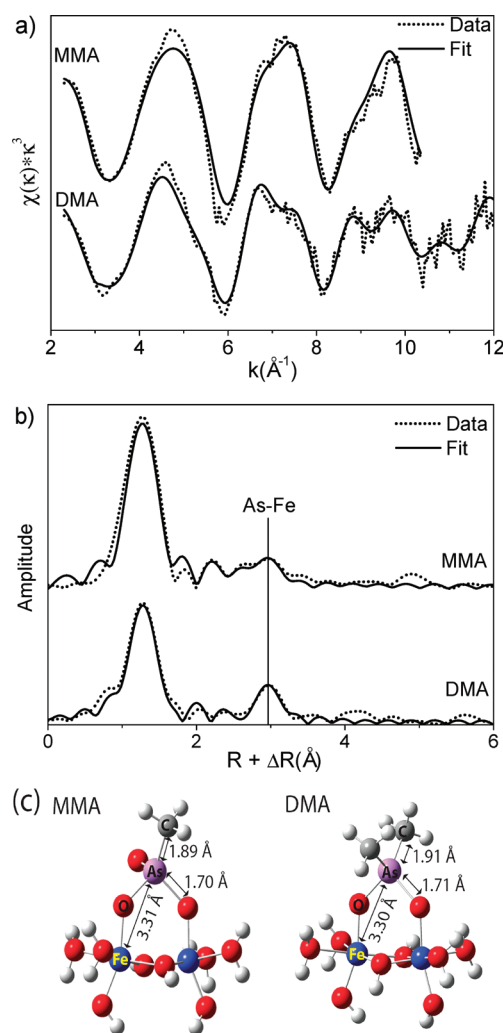 a)
Data
Fit
MMA
DMA
χ(κ)*κ³
2 4 6 8 10 12
k(Å⁻¹)
b)
Data
Fit
As-Fe
MMA
DMA
Amplitude
0 2 4 6
R + ΔR(Å)
(c) MMA DMA
C
1.89 Å
As
1.70 Å
O
3.31 Å
Fe
C
1.91 Å
As
1.71 Å
O
3.30 Å
Fe